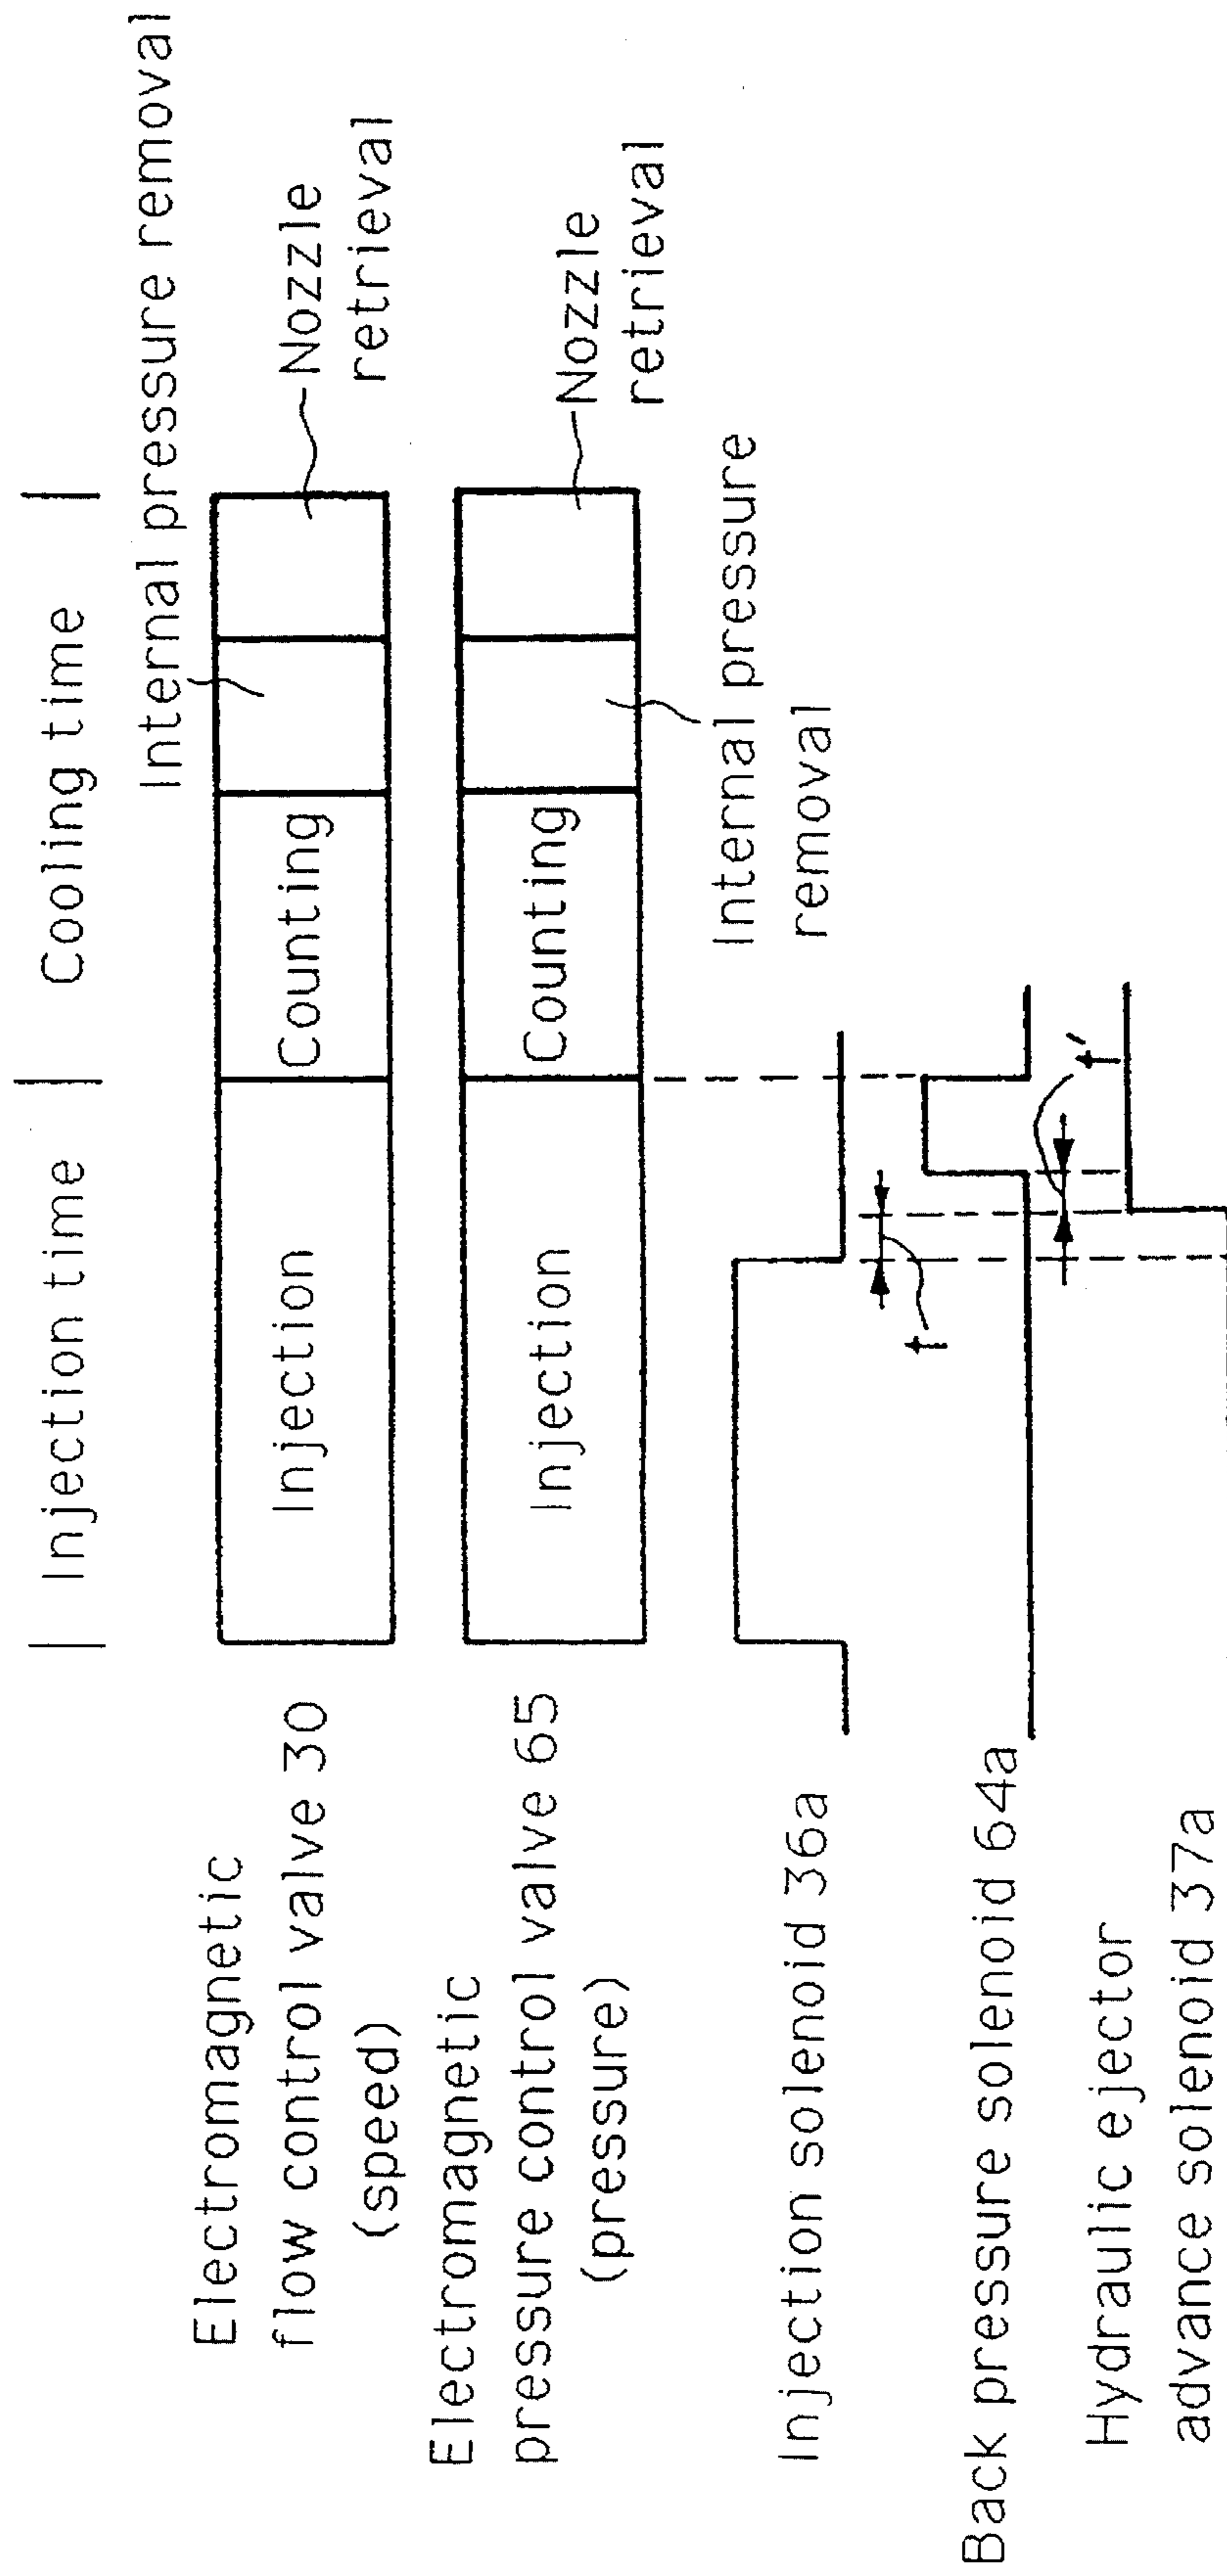 Injection time
Cooling time
Internal pressure removal
Electromagnetic
flow control valve 30
(speed)
Injection
Counting
Nozzle
retrieval
Electromagnetic
pressure control valve 65
(pressure)
Injection
Counting
Nozzle
retrieval
Internal pressure
removal
Injection solenoid 36a
t
Back pressure solenoid 64a
t'
Hydraulic ejector
advance solenoid 37a